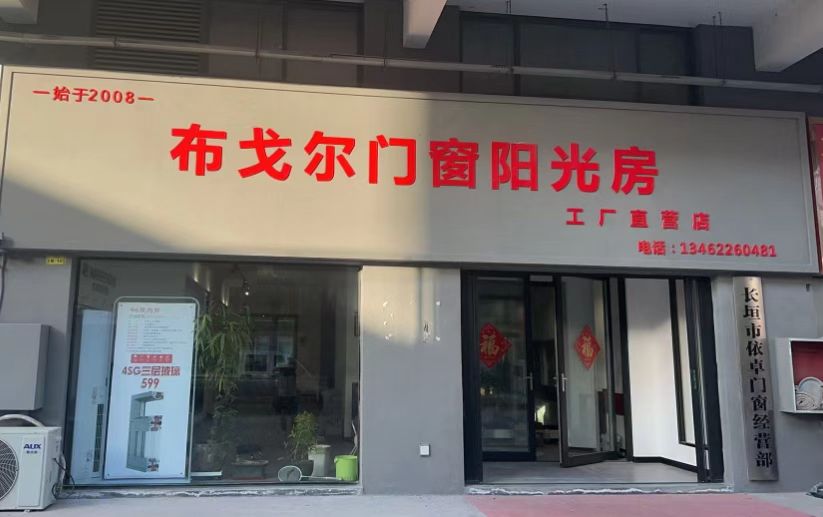 —始于2008—
布戈尔门窗阳光房
工厂直营店
电话：13462260481
4SG三层玻璃
599
福
福
长垣市依卓门窗经营部
AUX